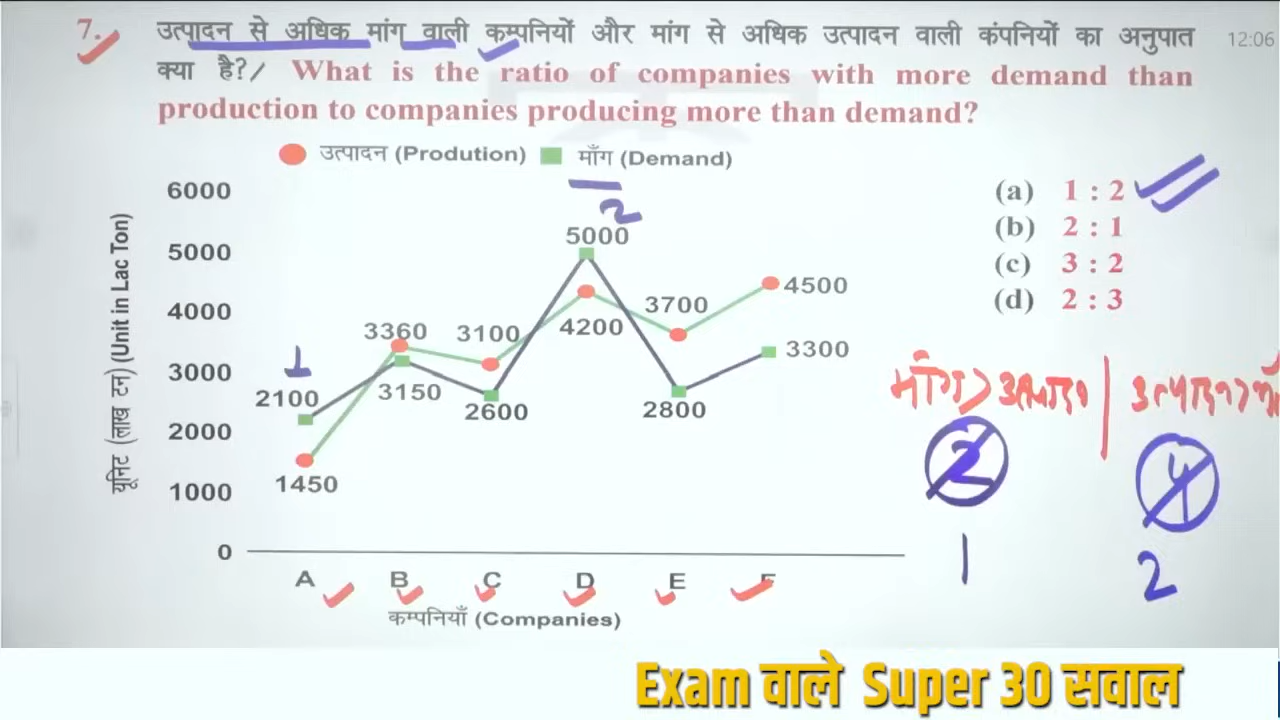 7. उत्पादन से अधिक मांग वाली कम्पनियों और मांग से अधिक उत्पादन वाली कंपनियों का अनुपात
12:06
क्या है?/ What is the ratio of companies with more demand than
production to companies producing more than demand?
उत्पादन (Prodution) माँग (Demand)
2
6000
5000
4000
3000
2000
1000
0
यूनिट (लाख टन) (Unit in Lac Ton)
1
2100
1450
3360
3150
3100
2600
5000
4200
3700
2800
4500
3300
A B C D E F
कम्पनियाँ (Companies)
(a) 1 : 2
(b) 2 : 1
(c) 3 : 2
(d) 2 : 3
माँग > उत्पादन | उत्पादन >
2 4
1 2
Exam वाले Super 30 सवाल